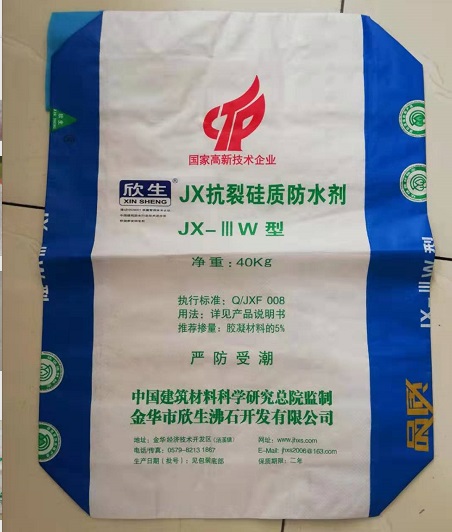 国家高新技术企业
欣生
XIN SHENG
JX抗裂硅质防水剂
JX-ⅢW型
净重:40Kg
执行标准:Q/JXF 008
用法:详见产品说明书
推荐掺量:胶凝材料的5%
严防受潮
中国建筑材料科学研究总院监制
金华市欣生沸石开发有限公司
地址:金华经济技术开发区
网址:www.jhxs.com
电话/传真:0579-8213 1867
E-Mail: jhxs2006@163.com
生产日期(批号):见包装底部
保质期限:二年